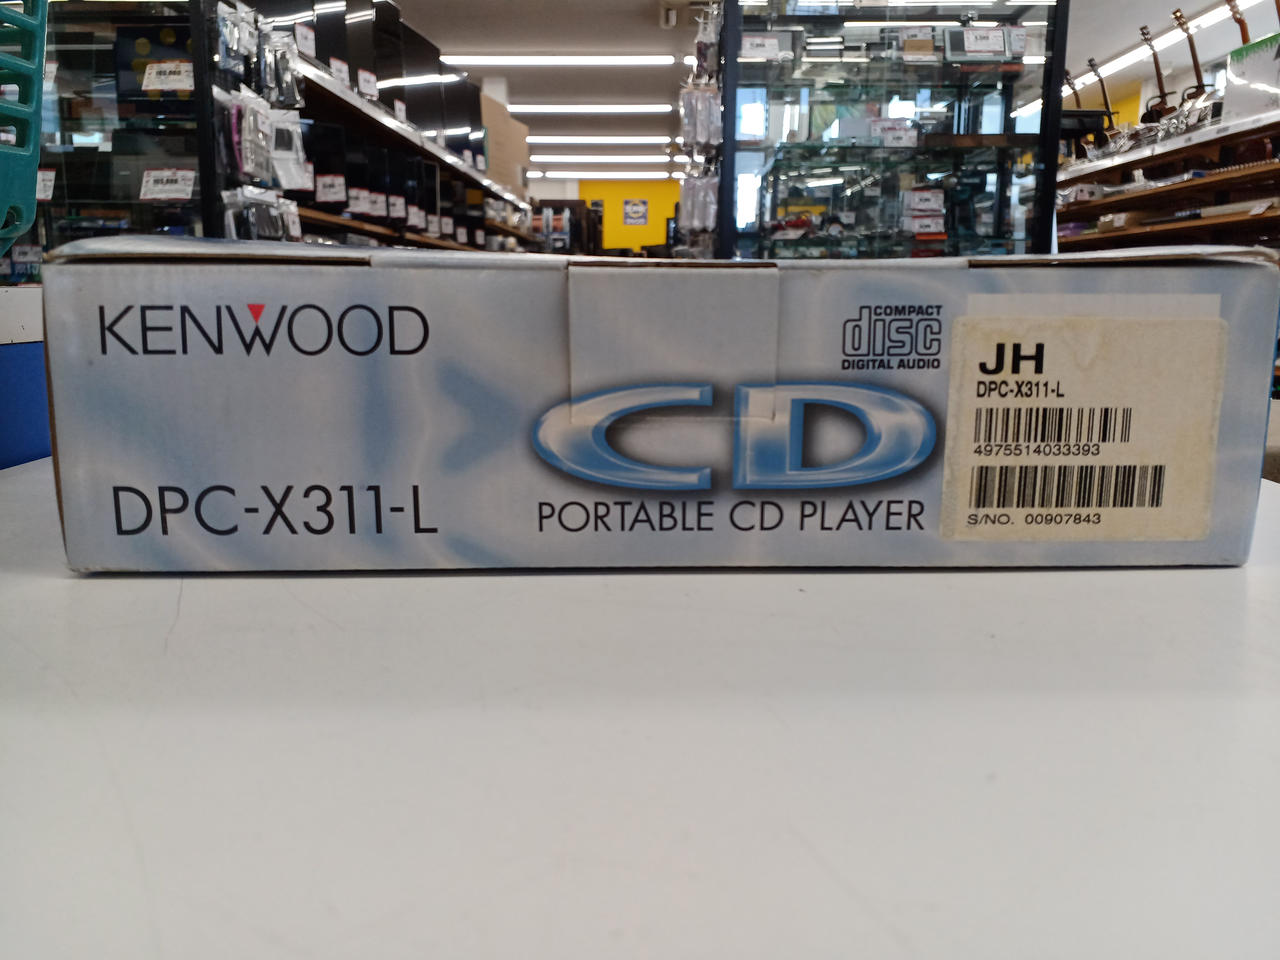 KENWOOD
DPC-X311-L
CD
PORTABLE CD PLAYER
COMPACT
disc
DIGITAL AUDIO
JH
DPC-X311-L
4975514033393
S/NO. 00907843